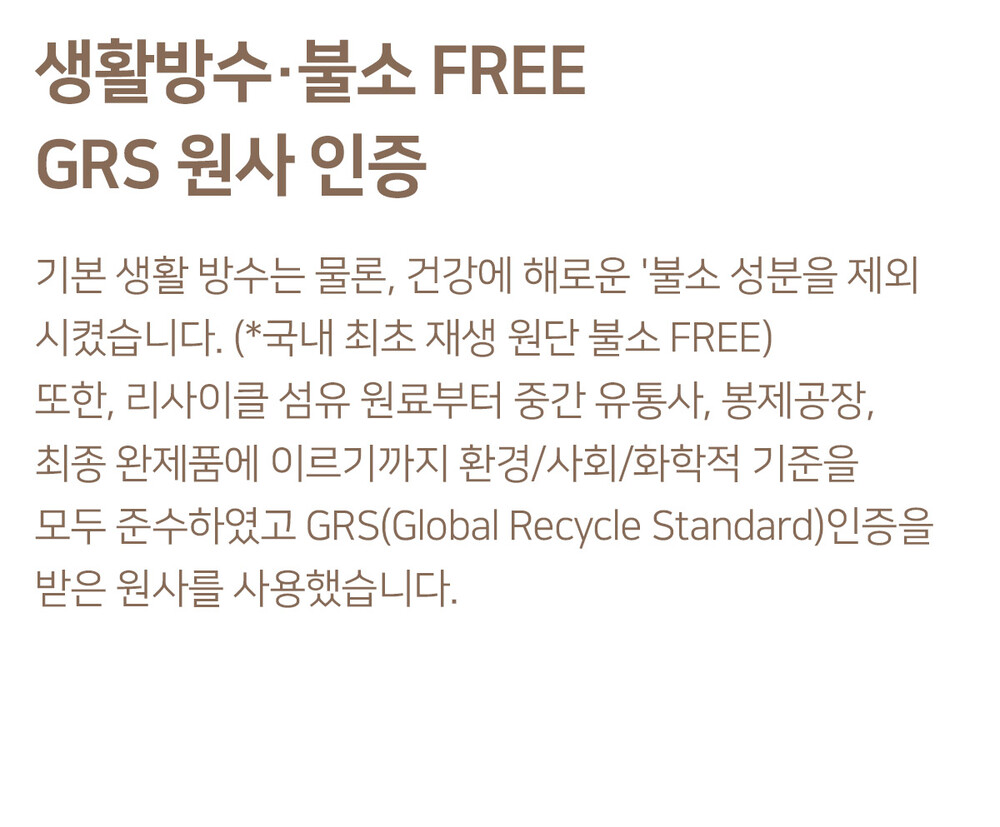 생활방수·불소 FREE
GRS 원사 인증
기본 생활 방수는 물론, 건강에 해로운 '불소 성분을 제외
시켰습니다. (*국내 최초 재생 원단 불소 FREE)
또한, 리사이클 섬유 원료부터 중간 유통사, 봉제공장,
최종 완제품에 이르기까지 환경/사회/화학적 기준을
모두 준수하였고 GRS(Global Recycle Standard)인증을
받은 원사를 사용했습니다.